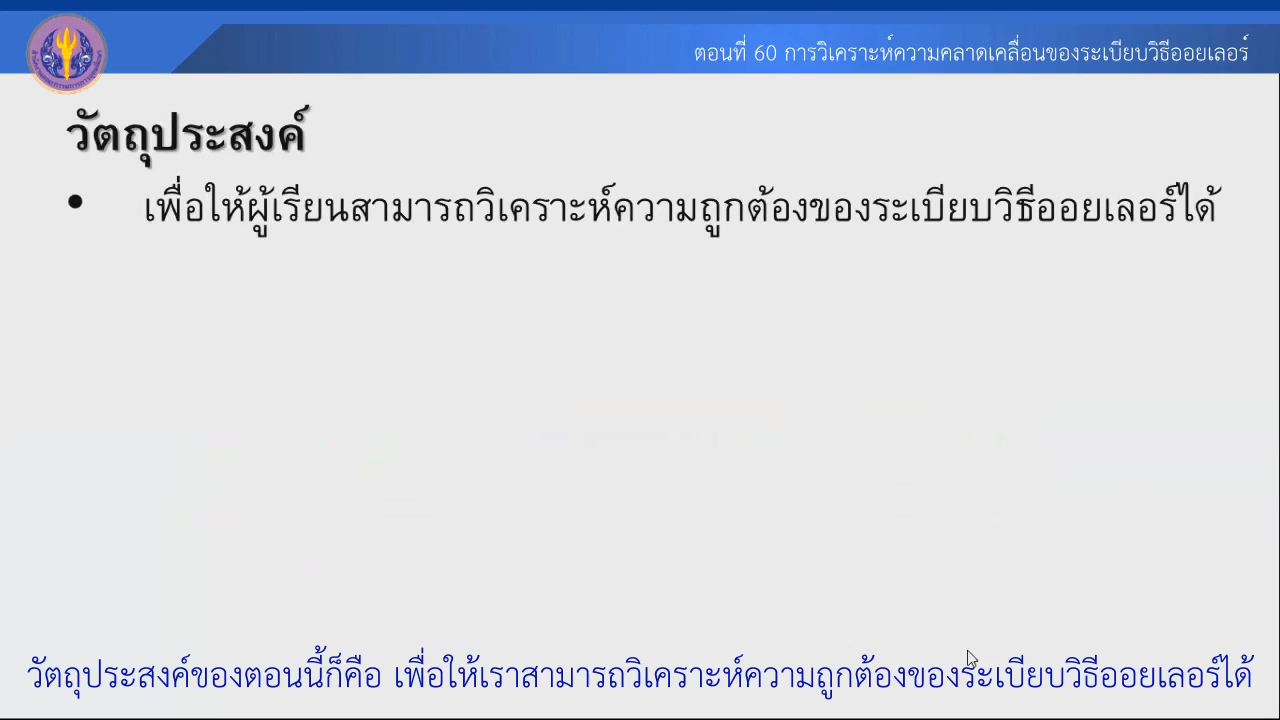 ตอนที่ 60 การวิเคราะห์ความคลาดเคลื่อนของระเบียบวิธีออยเลอร์
วัตถุประสงค์
• เพื่อให้ผู้เรียนสามารถวิเคราะห์ความถูกต้องของระเบียบวิธีออยเลอร์ได้
วัตถุประสงค์ของตอนนี้ก็คือ เพื่อให้เราสามารถวิเคราะห์ความถูกต้องของระเบียบวิธีออยเลอร์ได้